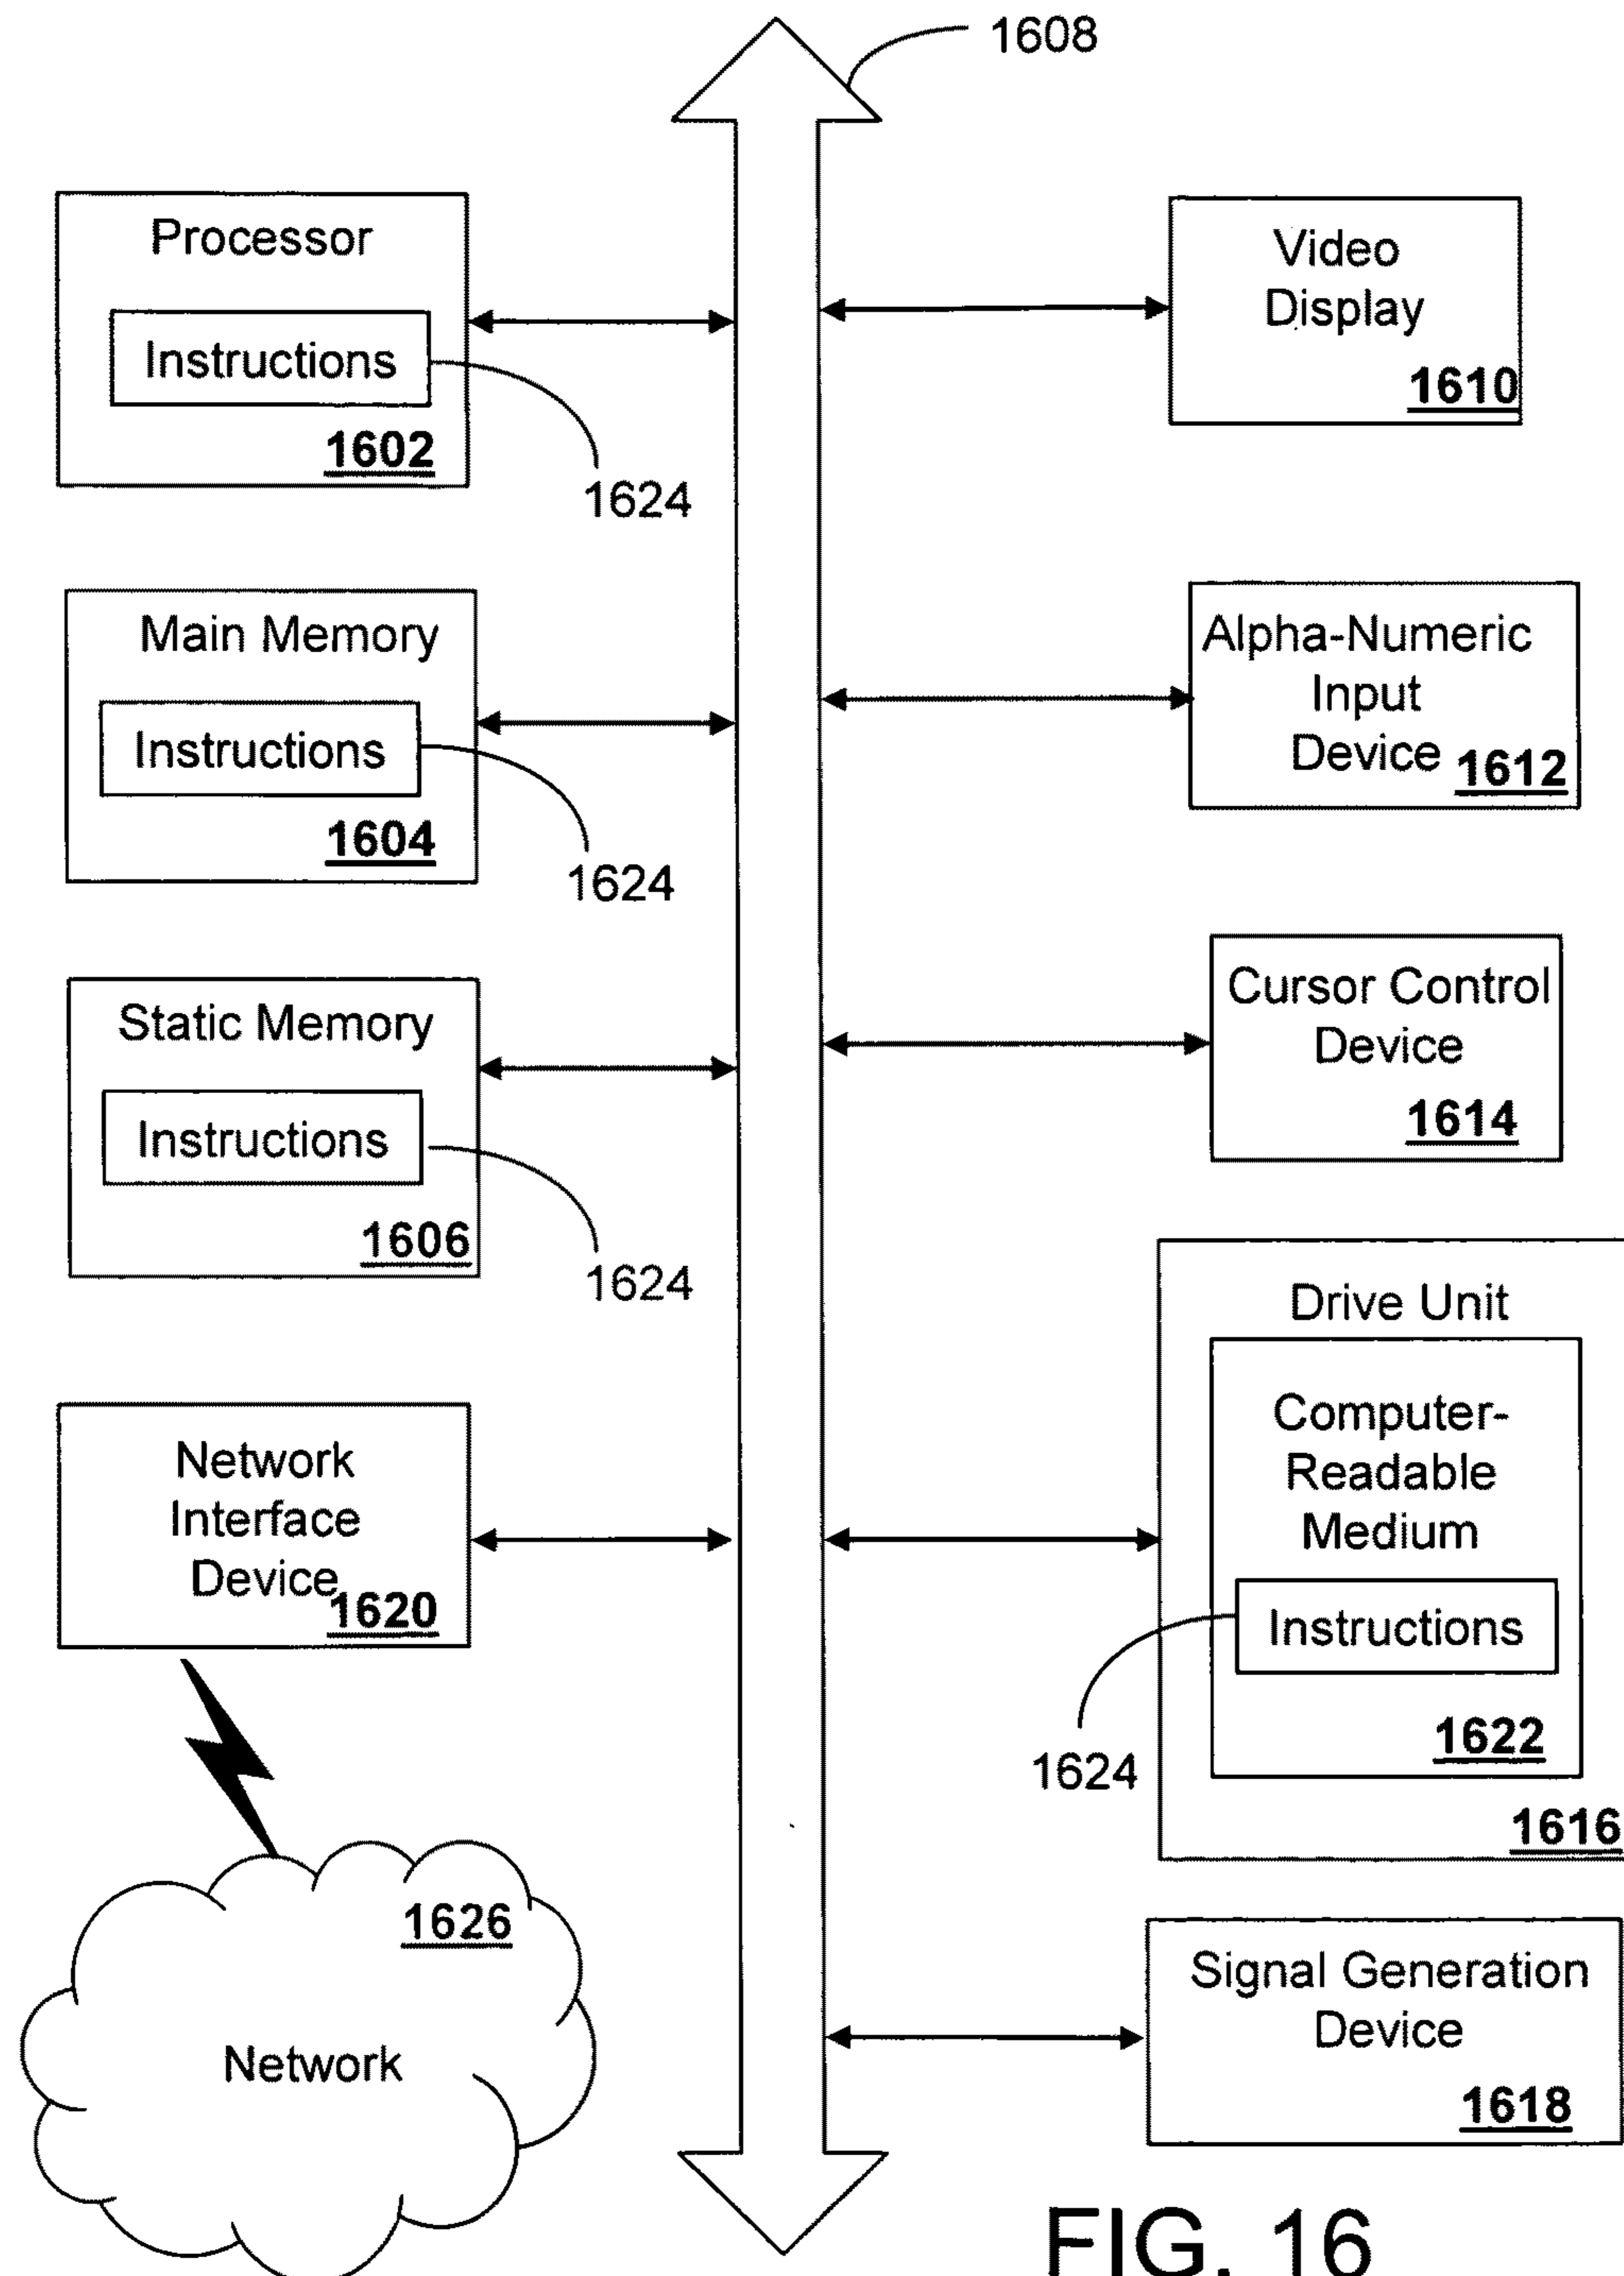 1608
Processor
Instructions
1602
1624
Main Memory
Instructions
1604
1624
Static Memory
Instructions
1606
1624
Network
Interface
Device
1620
1626
Network
Video
Display
1610
Alpha-Numeric
Input
Device
1612
Cursor Control
Device
1614
Drive Unit
Computer-
Readable
Medium
Instructions
1622
1624
1616
Signal Generation
Device
1618
FIG. 16